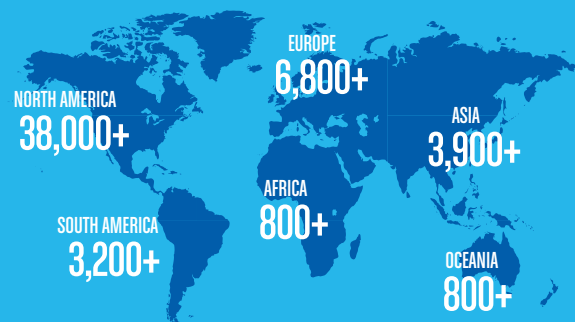 EUROPE
6,800+
NORTH AMERICA
38,000+
ASIA
3,900+
AFRICA
800+
SOUTH AMERICA
3,200+
OCEANIA
800+